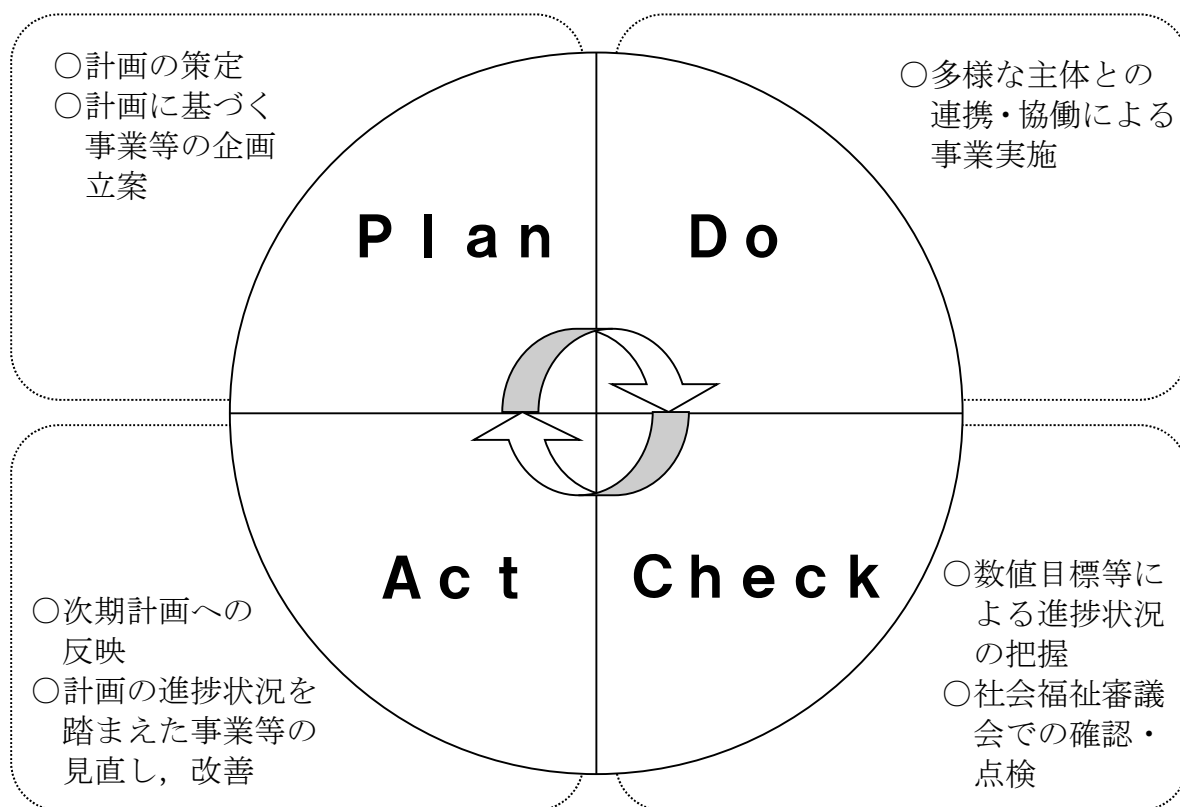 ○計画の策定
○計画に基づく
事業等の企画
立案
Plan
○多様な主体との
連携・協働による
事業実施
Do
Act
○次期計画への
反映
○計画の進捗状況を
踏まえた事業等の
見直し，改善
Check
○数値目標等に
よる進捗状況
の把握
○社会福祉審議
会での確認・
点検